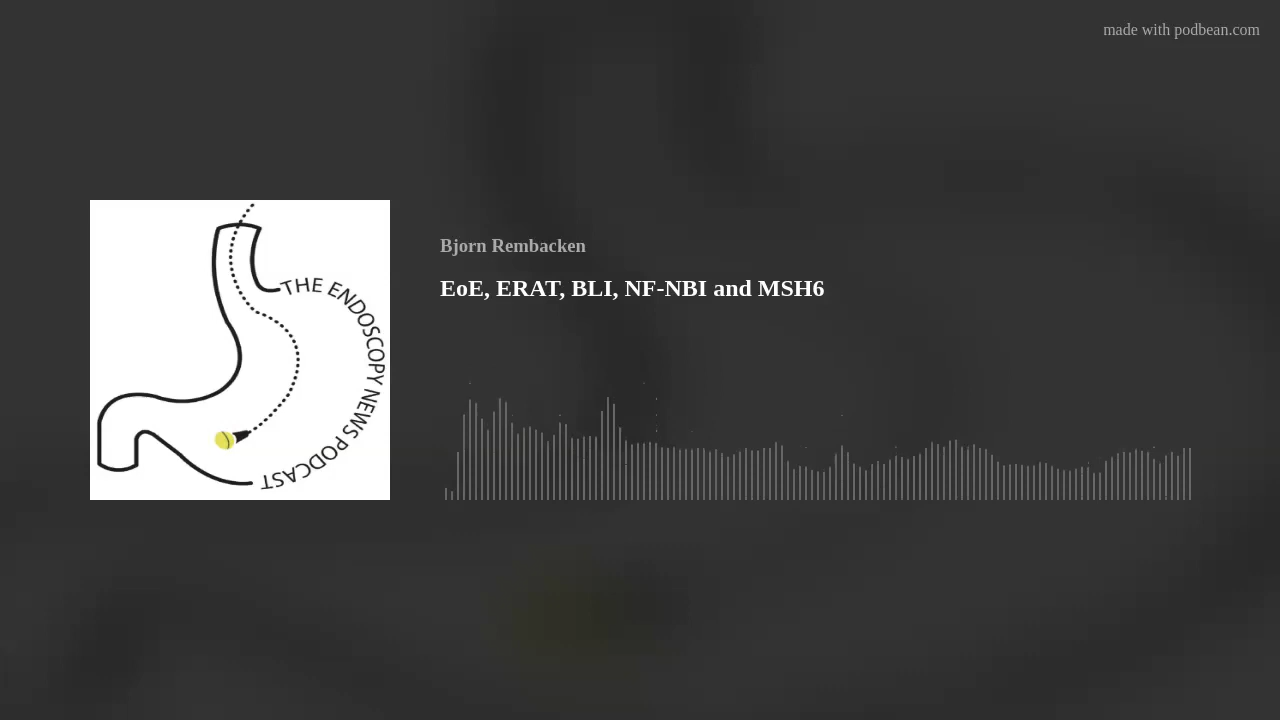 made with podbean.com
THE ENDOSCOPY NEWS PODCAST
Bjorn Rembacken
EoE, ERAT, BLI, NF-NBI and MSH6